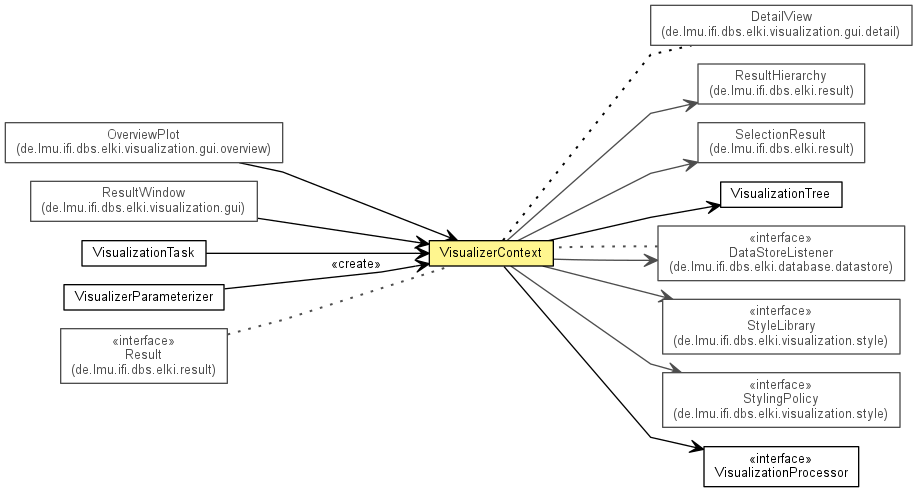 DetailView
(de.lmu.ifi.dbs.elki.visualization.gui.detail)
ResultHierarchy
(de.lmu.ifi.dbs.elki.result)
OverviewPlot
(de.lmu.ifi.dbs.elki.visualization.gui.overview)
SelectionResult
(de.lmu.ifi.dbs.elki.result)
ResultWindow
(de.lmu.ifi.dbs.elki.visualization.gui)
VisualizationTree
VisualizationTask
VisualizerContext
«interface»
DataStoreListener
(de.lmu.ifi.dbs.elki.database.datastore)
«create»
VisualizerParameterizer
«interface»
StyleLibrary
(de.lmu.ifi.dbs.elki.visualization.style)
«interface»
Result
(de.lmu.ifi.dbs.elki.result)
«interface»
StylingPolicy
(de.lmu.ifi.dbs.elki.visualization.style)
«interface»
VisualizationProcessor